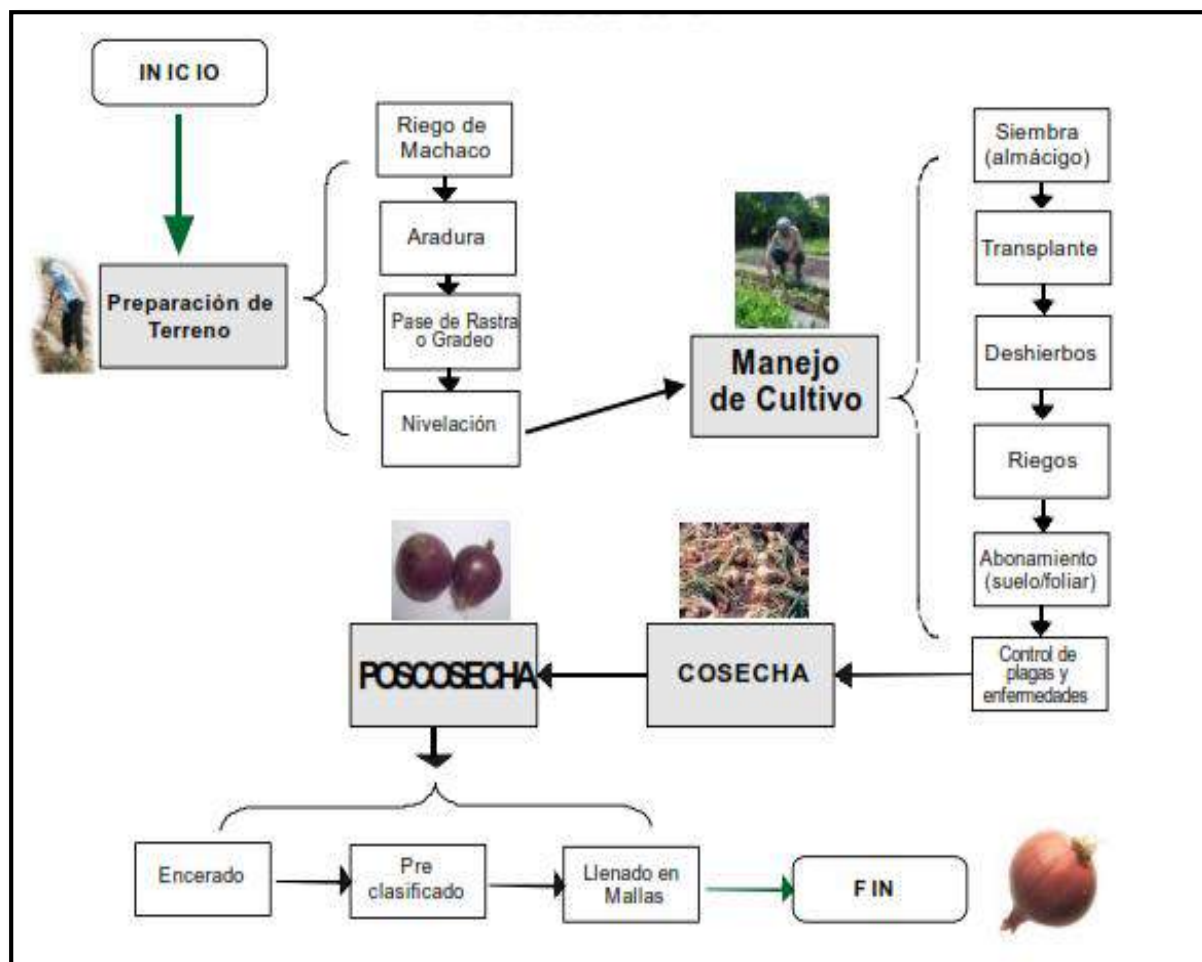 INICIO
Preparación de
Terreno
Riego de
Machaco
Aradura
Pase de Rastra
o Gradeo
Nivelación
Manejo
de Cultivo
Siembra
(almácigo)
Transplante
Deshierbos
Riegos
Abonamiento
(suelo/foliar)
Control de
plagas y
enfermedades
COSECHA
POSCOSECHA
Encerado
Pre
clasificado
Llenado en
Mallas
FIN